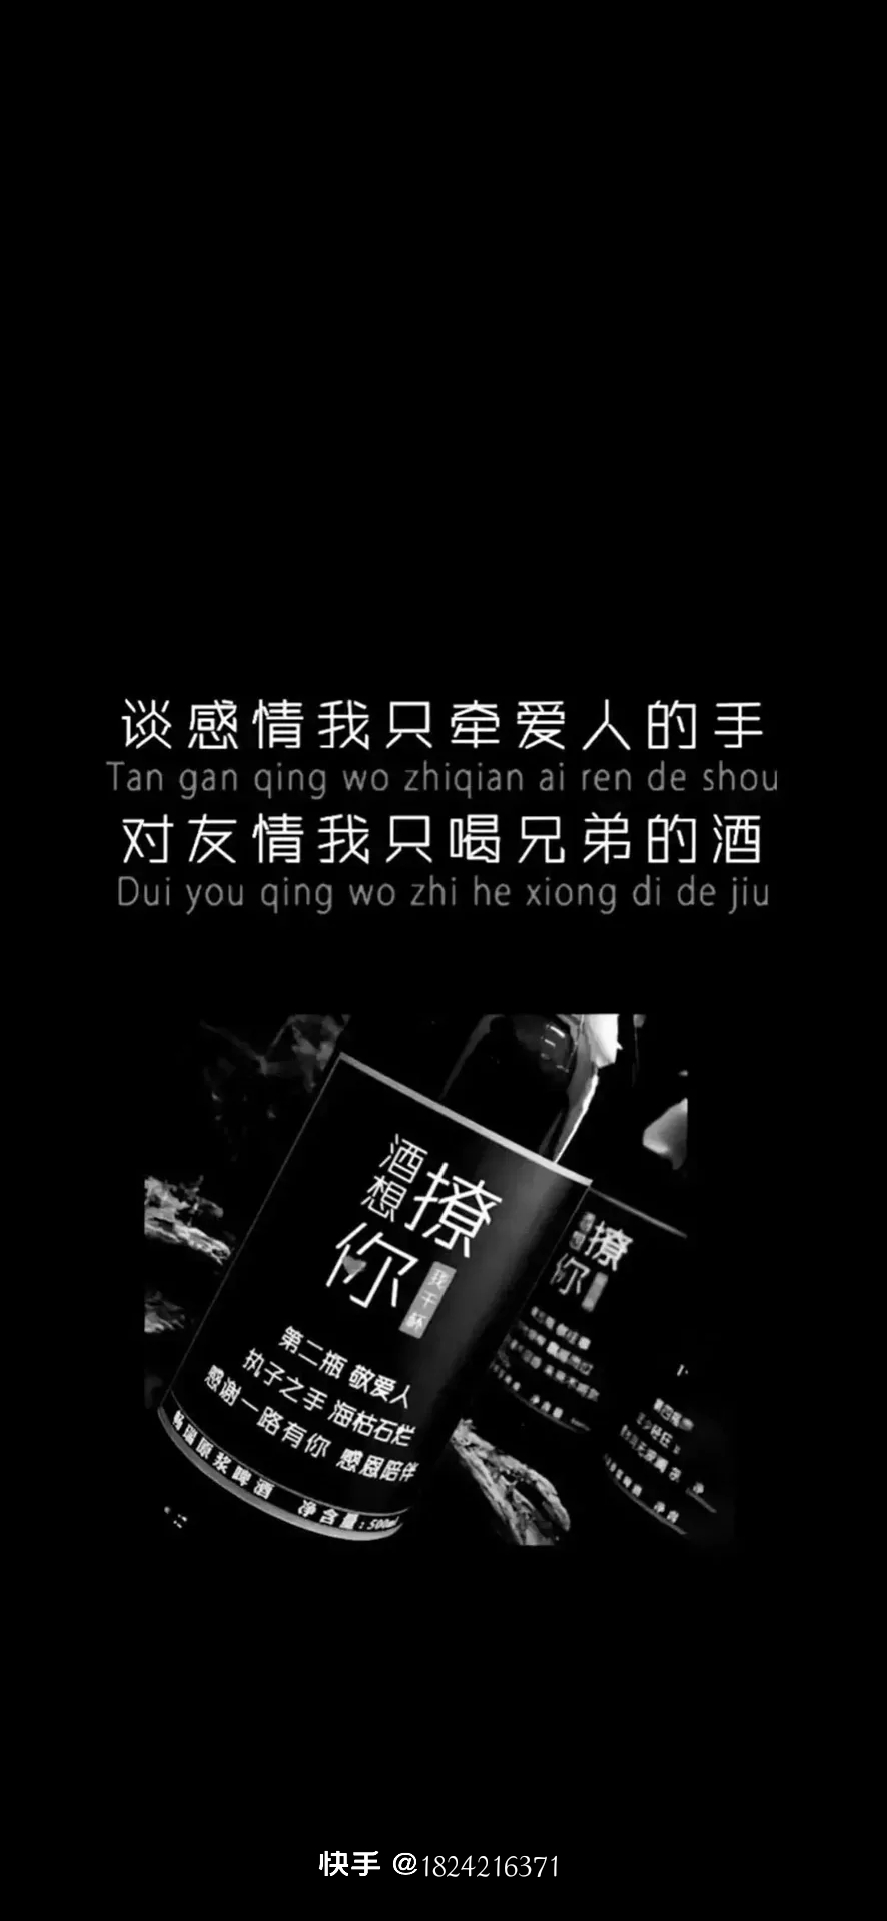 谈感情我只牵爱人的手
Tan gan qing wo zhiqian ai ren de shou
对友情我只喝兄弟的酒
Dui you qing wo zhi he xiong di de jiu
酒想撩
你
我干杯
第二瓶 敬爱人
执子之手 海枯石烂
感谢一路有你 感恩陪伴
原浆啤酒 净含量:500ml
撩
你
快手 @1824216371